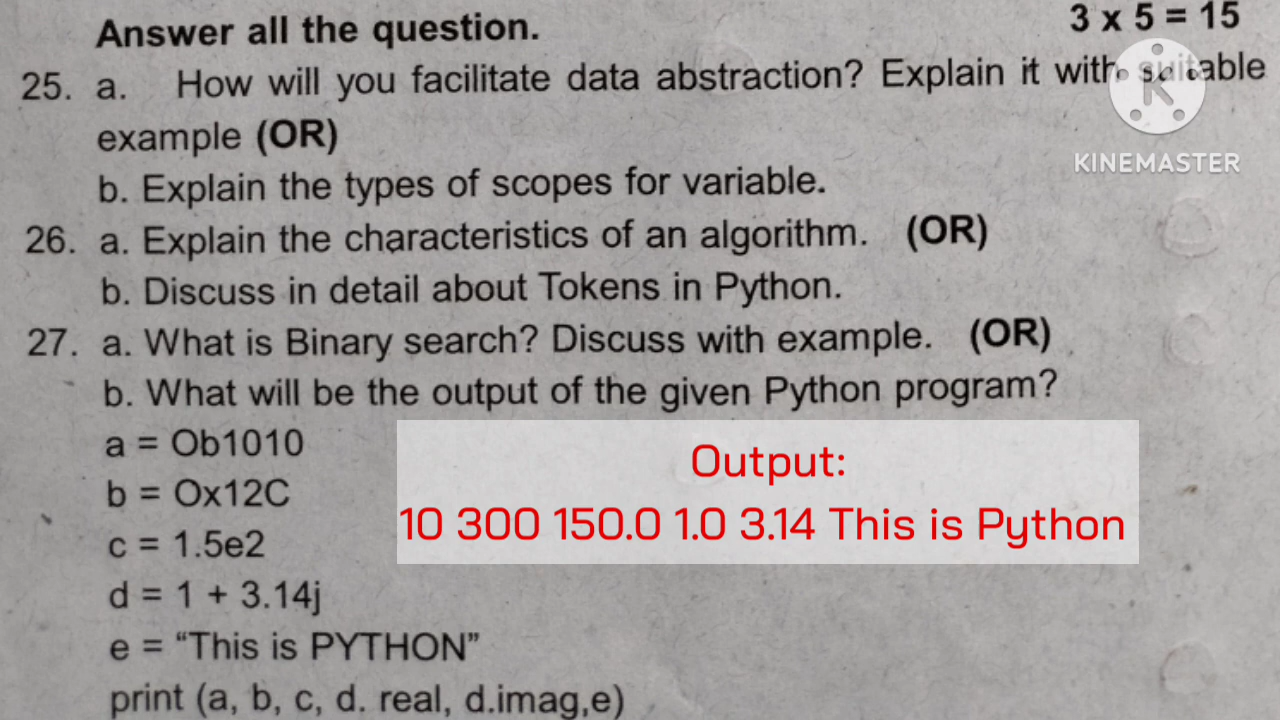 Answer all the question.
3 x 5 = 15
25. a. How will you facilitate data abstraction? Explain it with suitable
example (OR)
b. Explain the types of scopes for variable.
26. a. Explain the characteristics of an algorithm. (OR)
b. Discuss in detail about Tokens in Python.
27. a. What is Binary search? Discuss with example. (OR)
b. What will be the output of the given Python program?
a = Ob1010
b = Ox12C
c = 1.5e2
d = 1 + 3.14j
e = “This is PYTHON”
print (a, b, c, d. real, d.imag,e)
Output:
10 300 150.0 1.0 3.14 This is Python
K
KINEMASTER